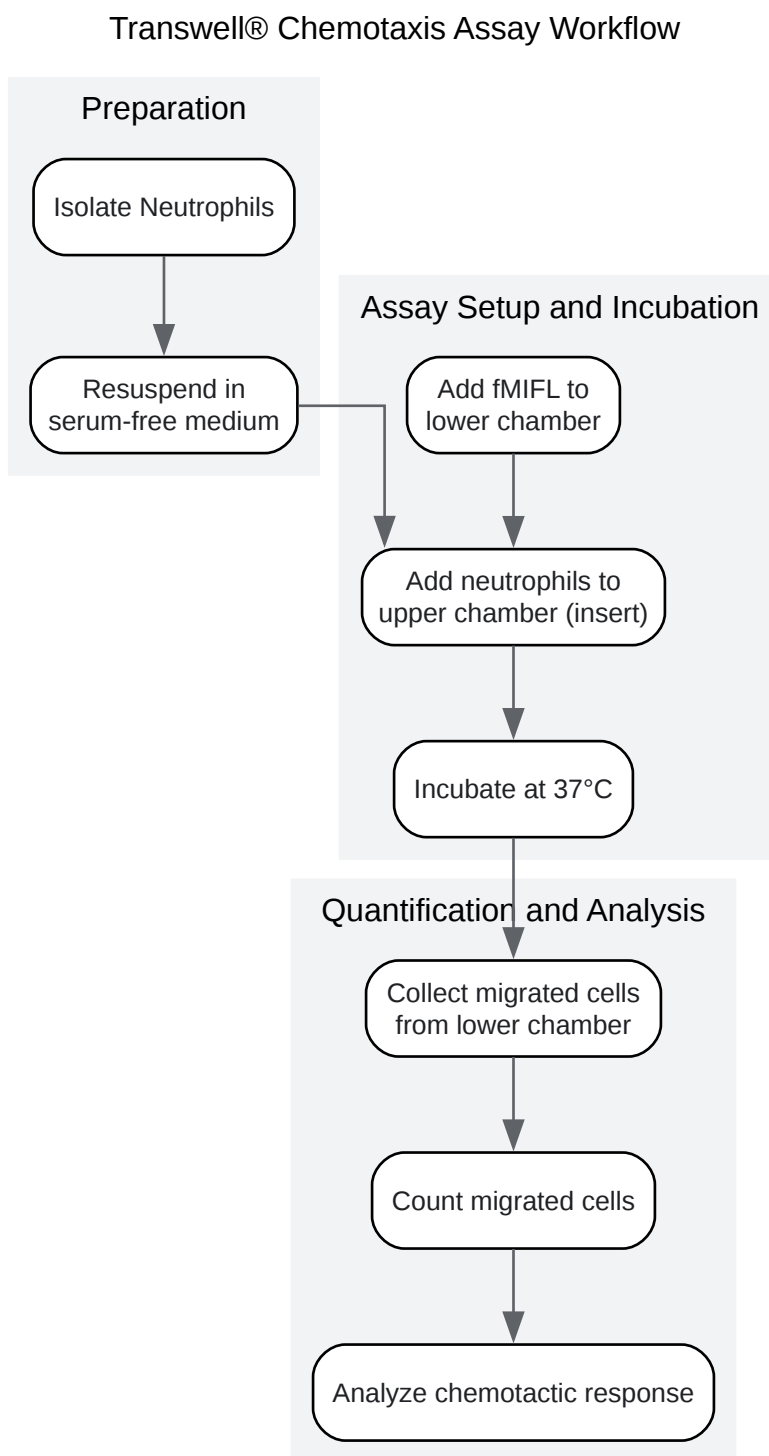 Transwell® Chemotaxis Assay Workflow
Preparation
Isolate Neutrophils
Resuspend in
serum-free medium
Assay Setup and Incubation
Add fMIFL to
lower chamber
Add neutrophils to
upper chamber (insert)
Incubate at 37°C
Quantification and Analysis
Collect migrated cells
from lower chamber
Count migrated cells
Analyze chemotactic response